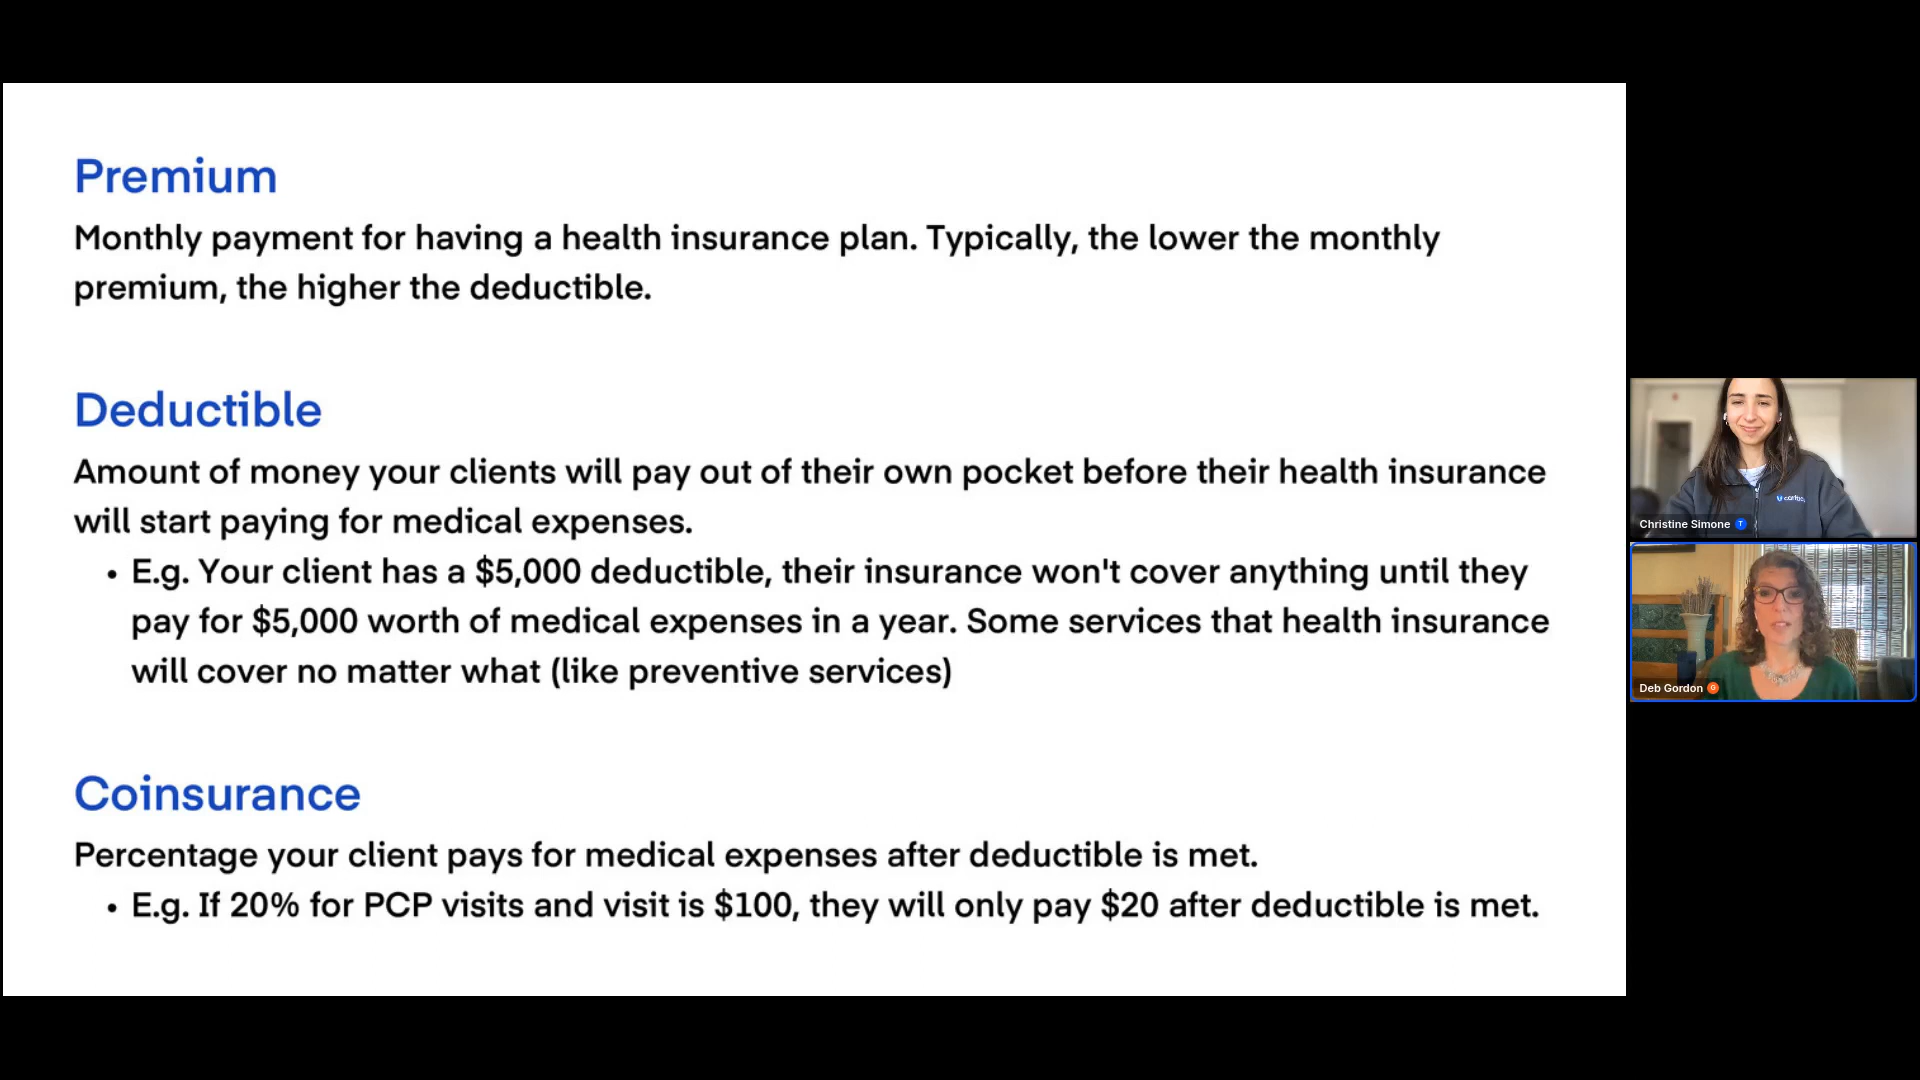 Premium
Monthly payment for having a health insurance plan. Typically, the lower the monthly
premium, the higher the deductible.
Deductible
Amount of money your clients will pay out of their own pocket before their health insurance
will start paying for medical expenses.
• E.g. Your client has a $5,000 deductible, their insurance won't cover anything until they
pay for $5,000 worth of medical expenses in a year. Some services that health insurance
will cover no matter what (like preventive services)
Coinsurance
Percentage your client pays for medical expenses after deductible is met.
• E.g. If 20% for PCP visits and visit is $100, they will only pay $20 after deductible is met.
Christine Simone T
Deb Gordon G